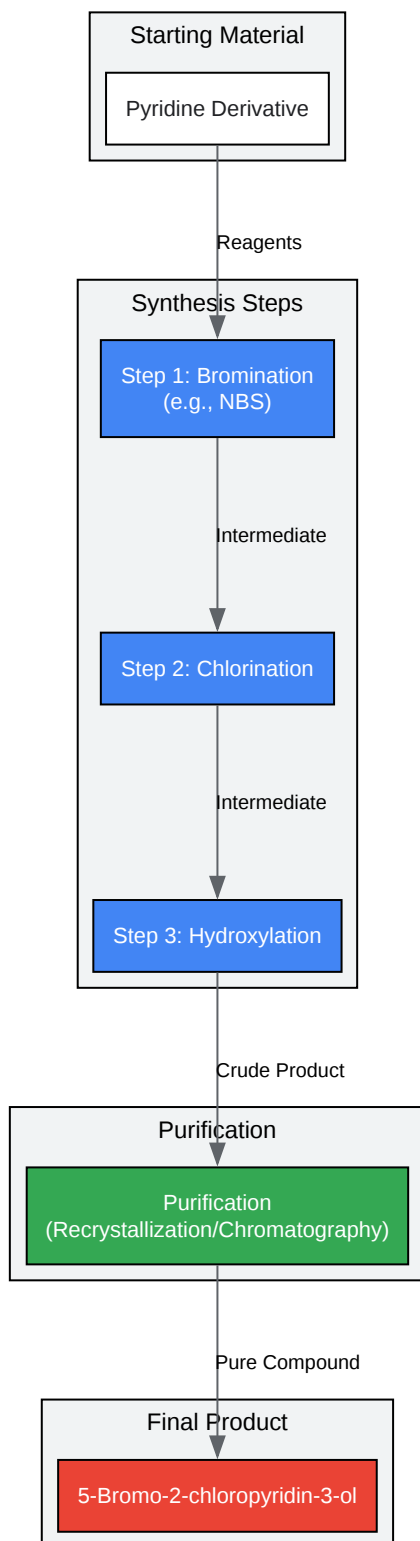 Starting Material
Pyridine Derivative
Reagents
Synthesis Steps
Step 1: Bromination
(e.g., NBS)
Intermediate
Step 2: Chlorination
Intermediate
Step 3: Hydroxylation
Crude Product
Purification
Purification
(Recrystallization/Chromatography)
Pure Compound
Final Product
5-Bromo-2-chloropyridin-3-ol